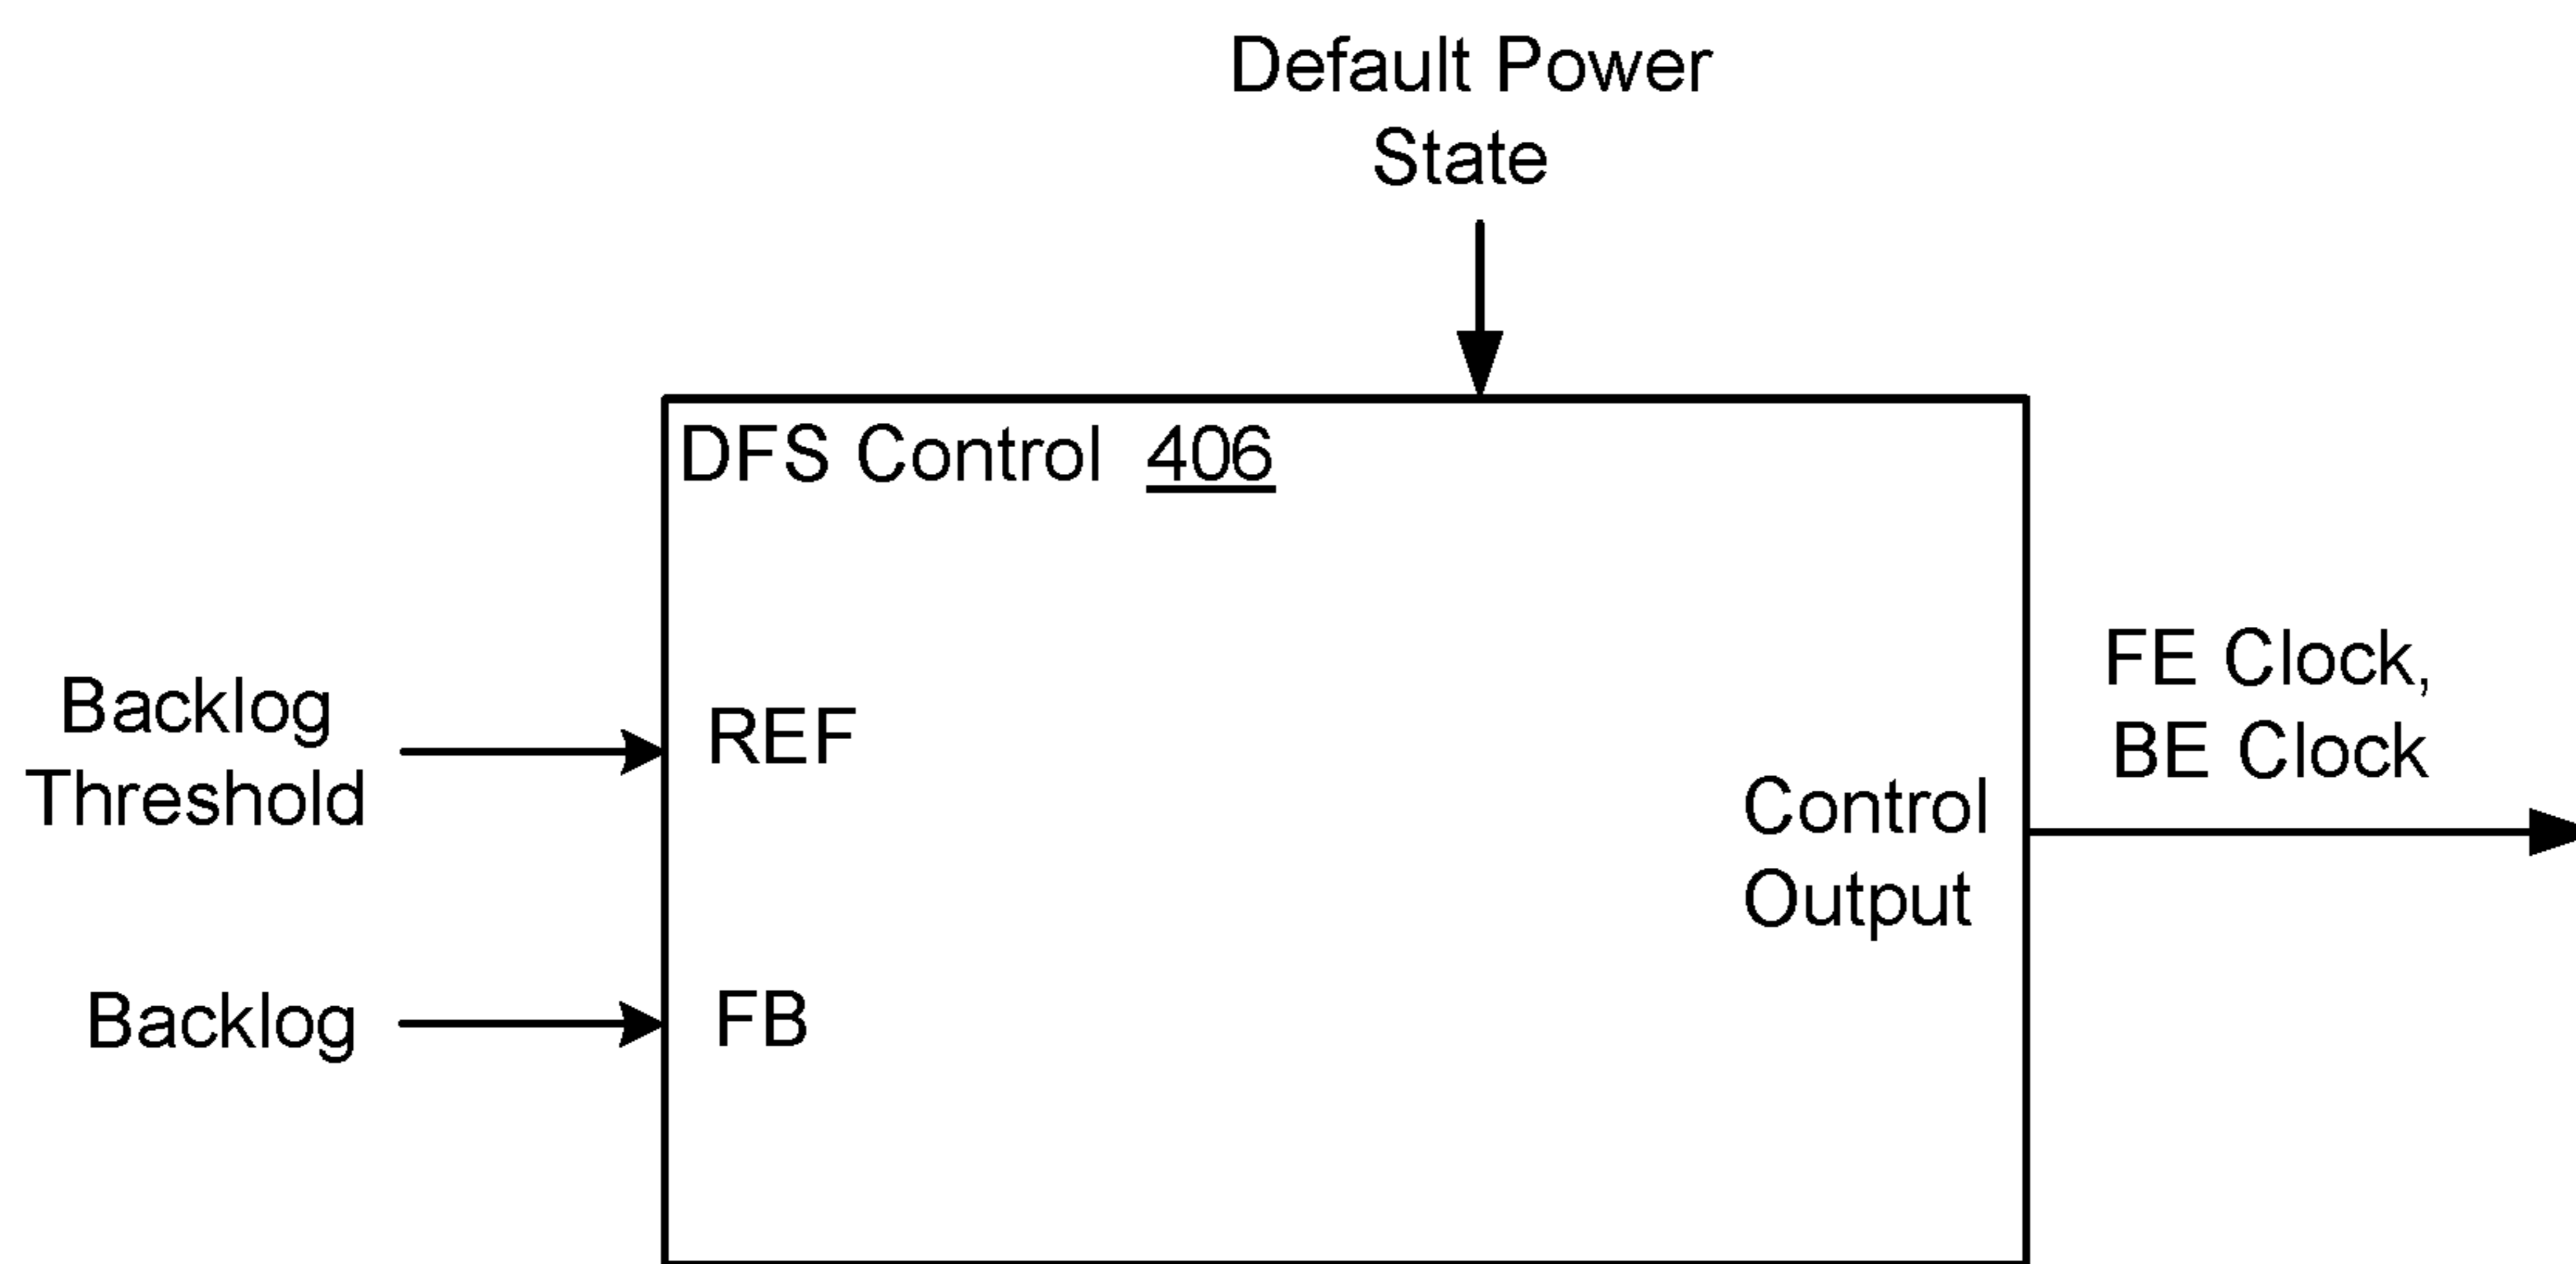 Default Power
State
DFS Control 406
Backlog
Threshold
REF
FE Clock,
BE Clock
Control
Output
Backlog
FB